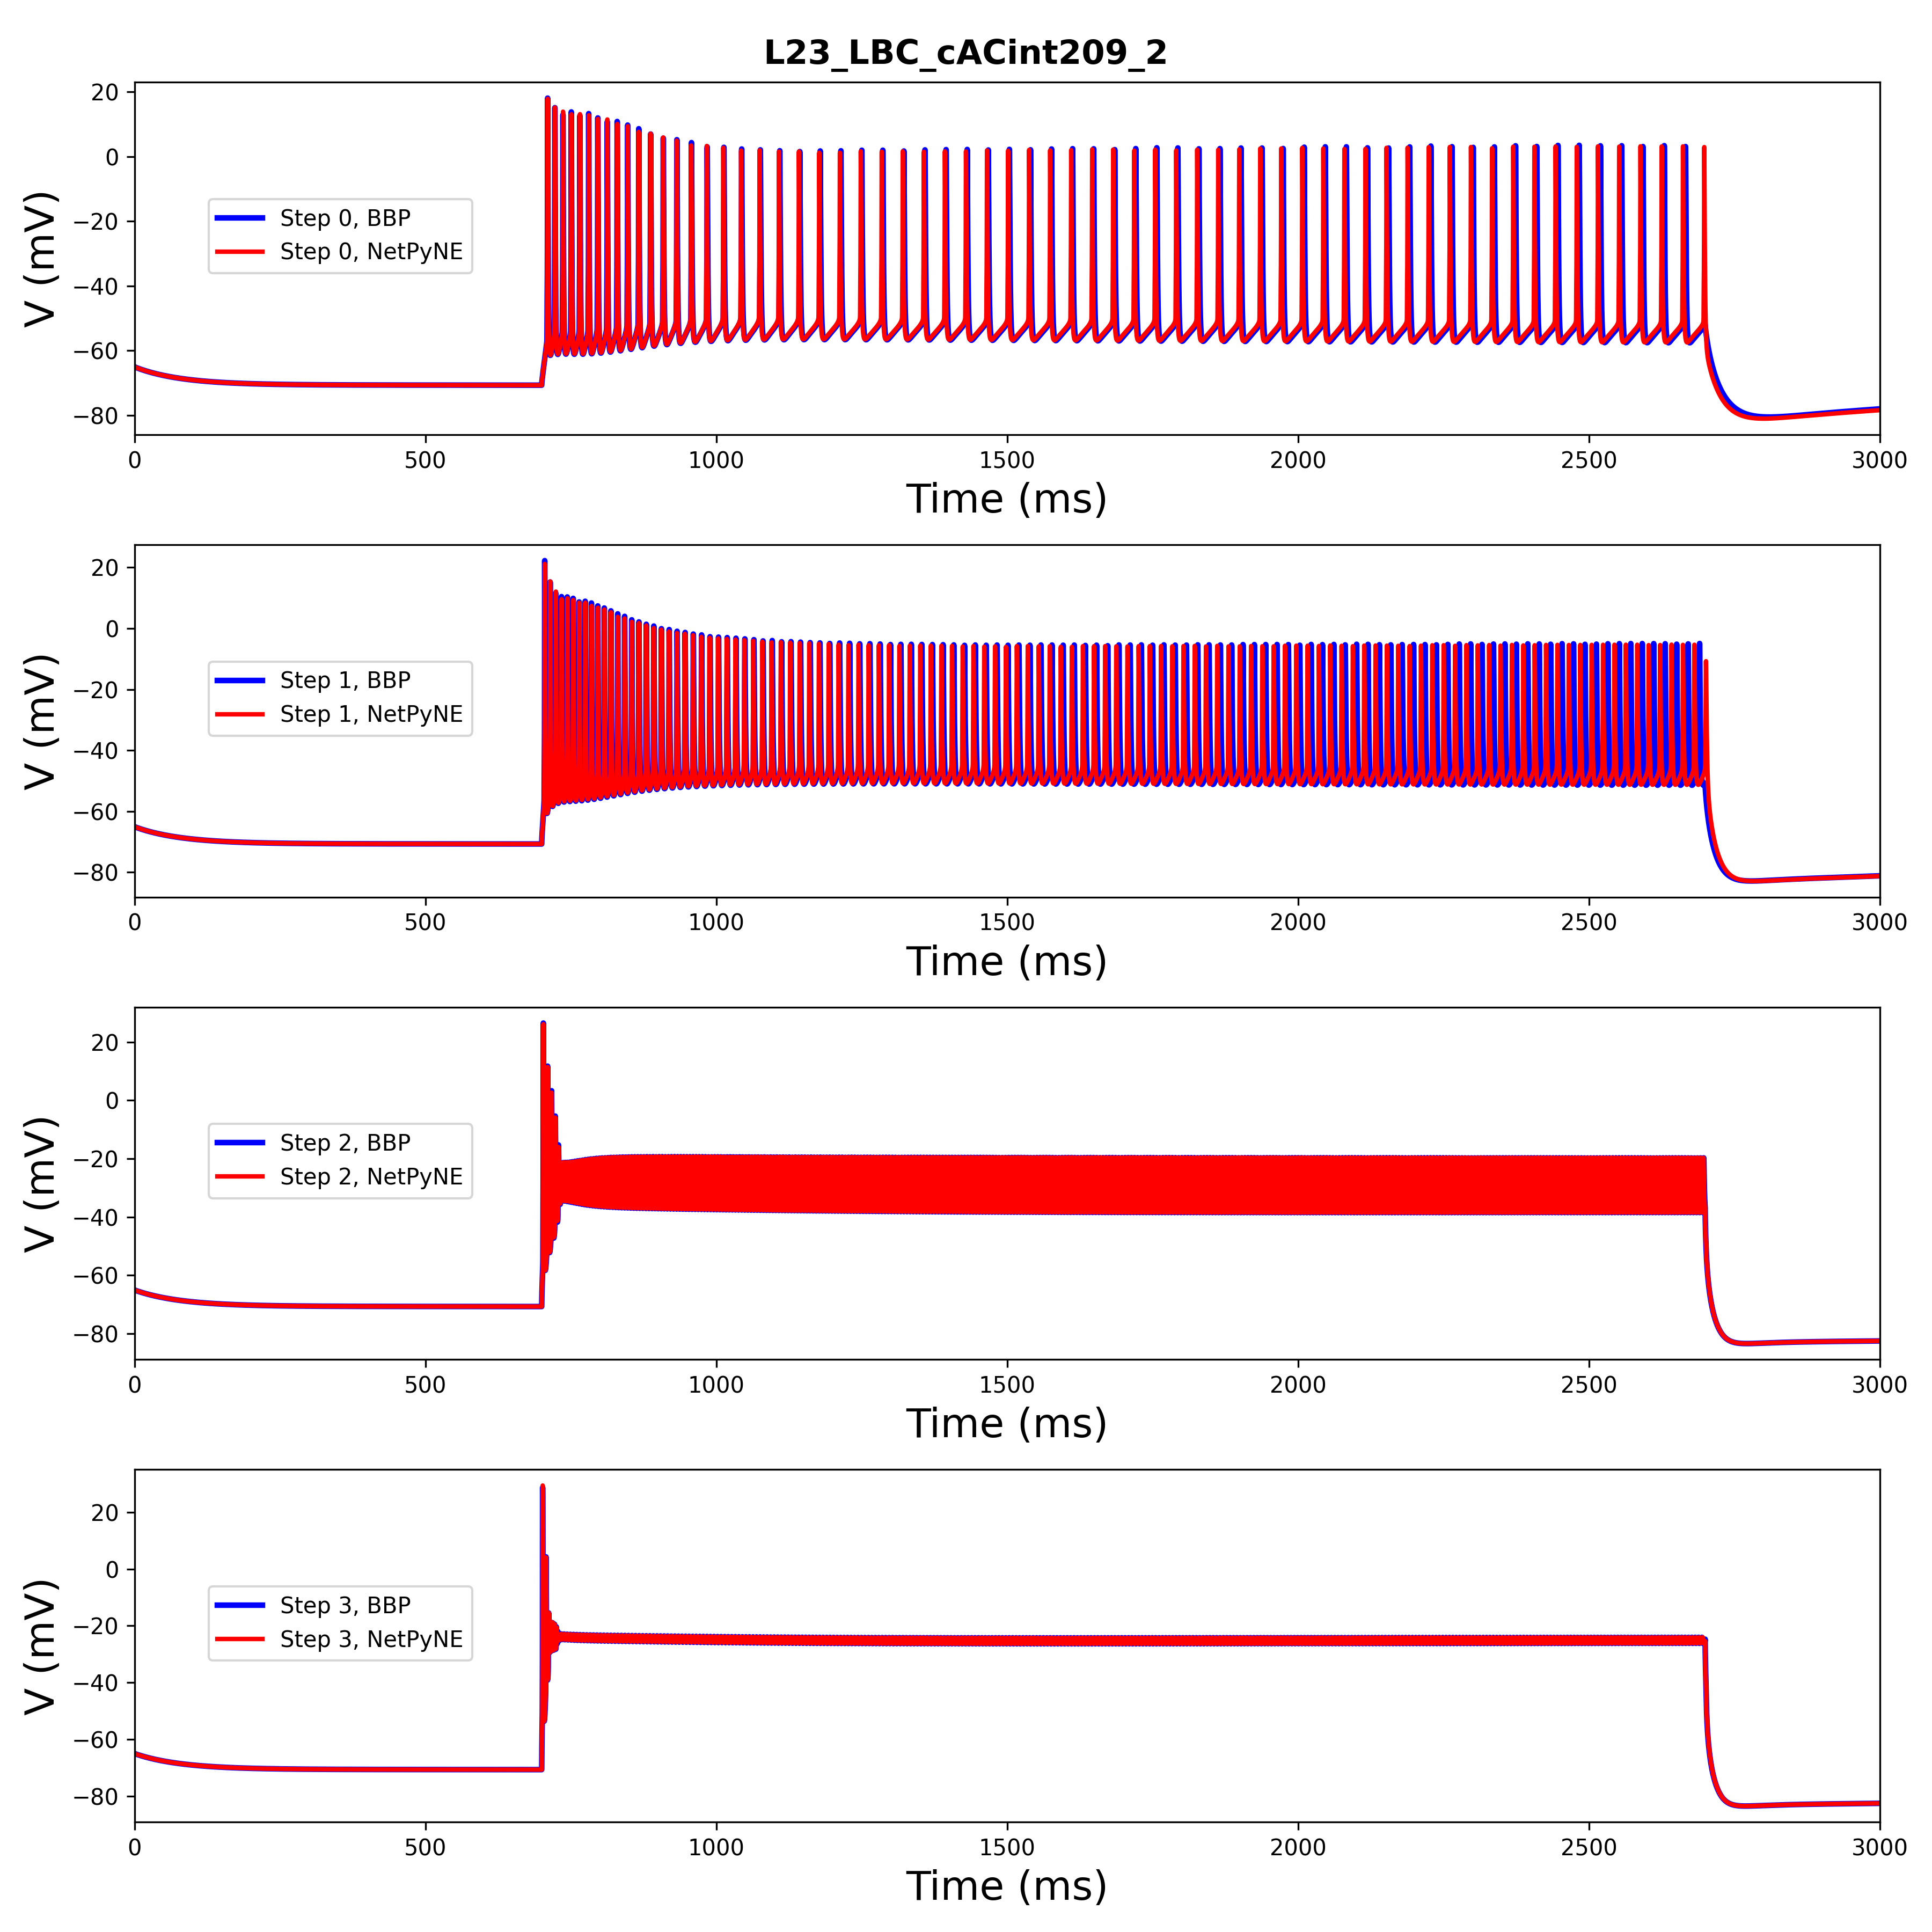 L23_LBC_cACint209_2
20
0
−20
−40
−60
−80
V (mV)
Step 0, BBP
Step 0, NetPyNE
0 500 1000 1500 2000 2500 3000
Time (ms)
20
0
−20
−40
−60
−80
V (mV)
Step 1, BBP
Step 1, NetPyNE
0 500 1000 1500 2000 2500 3000
Time (ms)
20
0
−20
−40
−60
−80
V (mV)
Step 2, BBP
Step 2, NetPyNE
0 500 1000 1500 2000 2500 3000
Time (ms)
20
0
−20
−40
−60
−80
V (mV)
Step 3, BBP
Step 3, NetPyNE
0 500 1000 1500 2000 2500 3000
Time (ms)